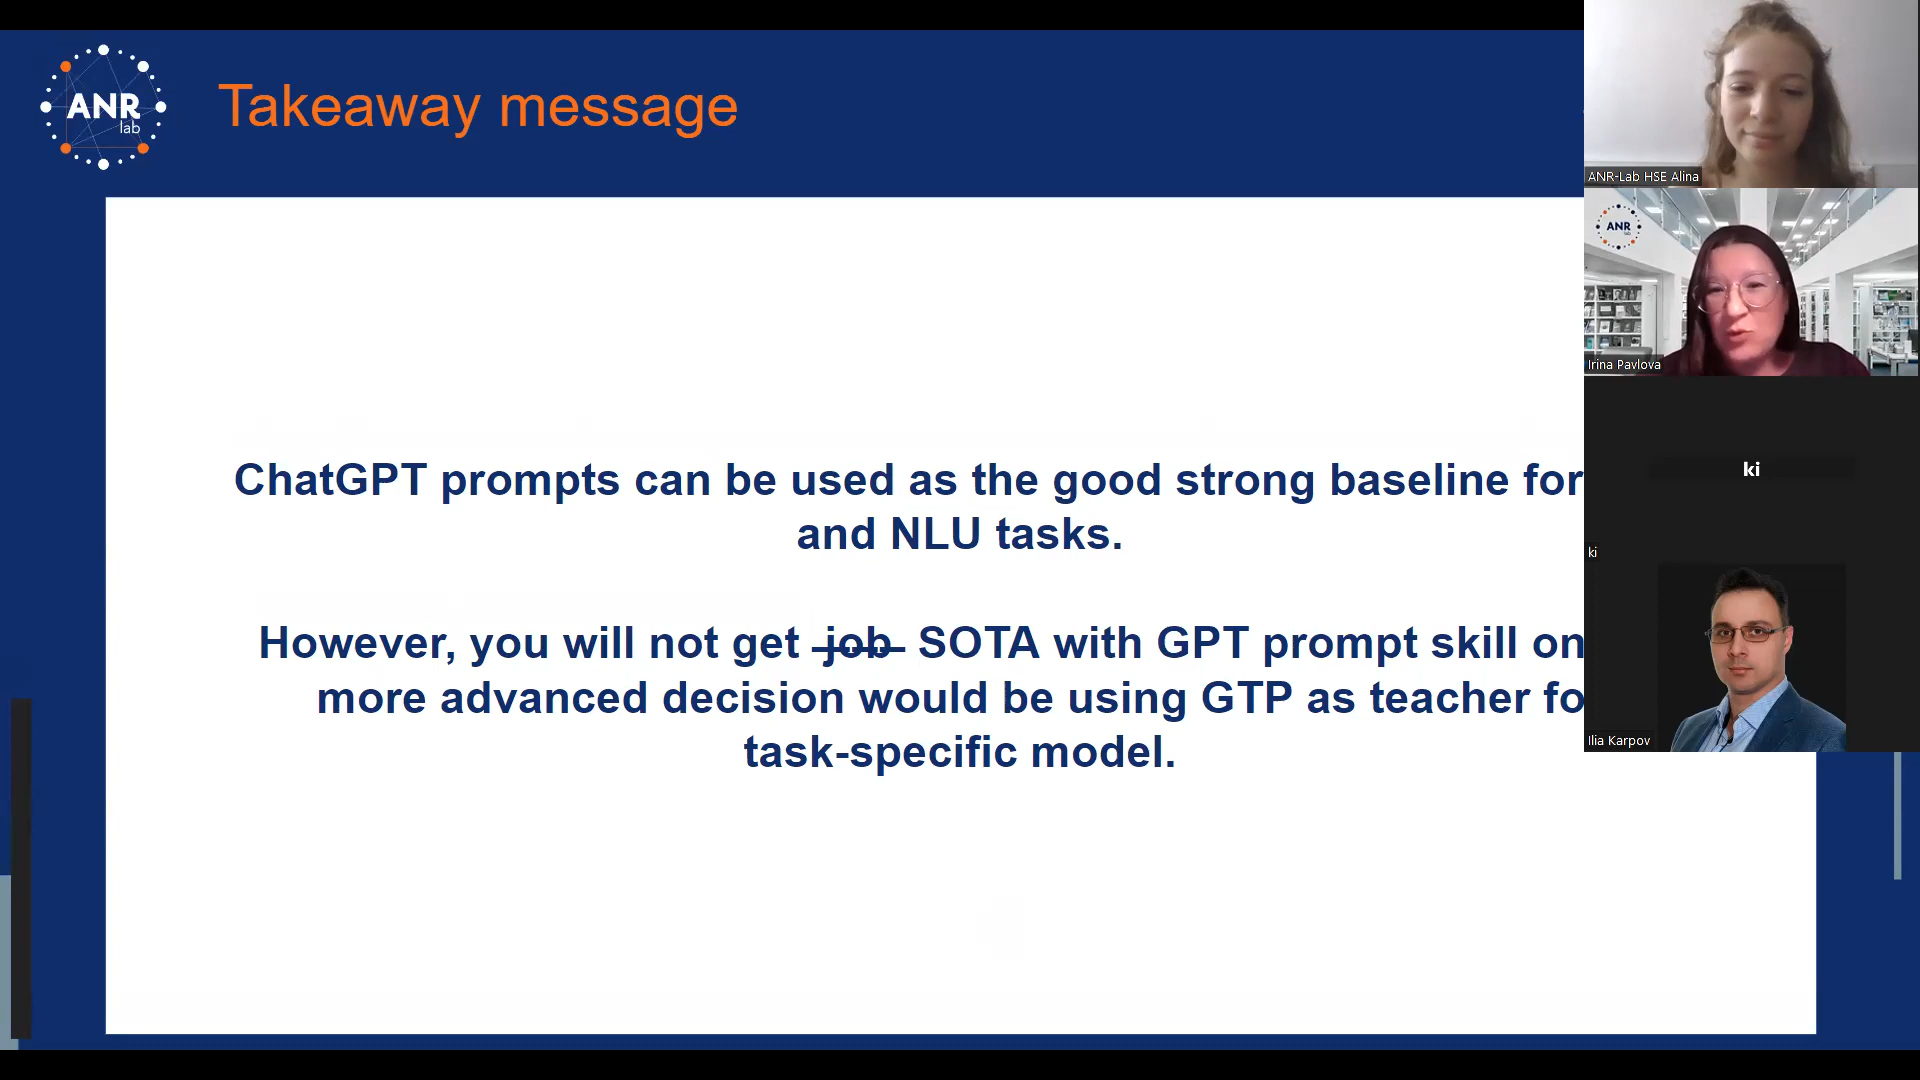 ANR
lab
Takeaway message
ChatGPT prompts can be used as the good strong baseline for
and NLU tasks.
However, you will not get job SOTA with GPT prompt skill on
more advanced decision would be using GTP as teacher fo
task-specific model.
ANR-Lab HSE Alina
ANR
lab
Irina Pavlova
ki
ki
Ilia Karpov